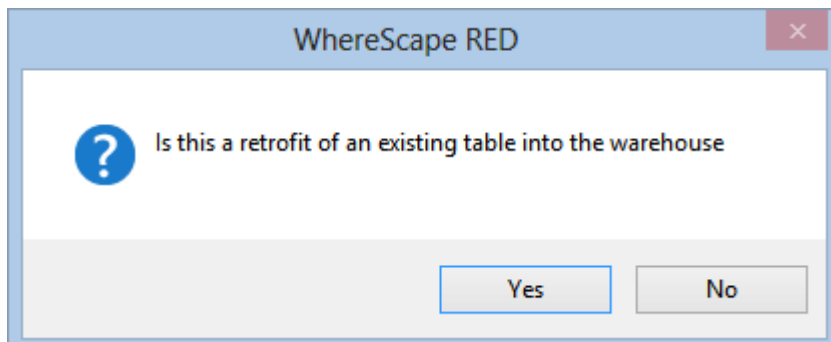 WhereScape RED
Is this a retrofit of an existing table into the warehouse
Yes No